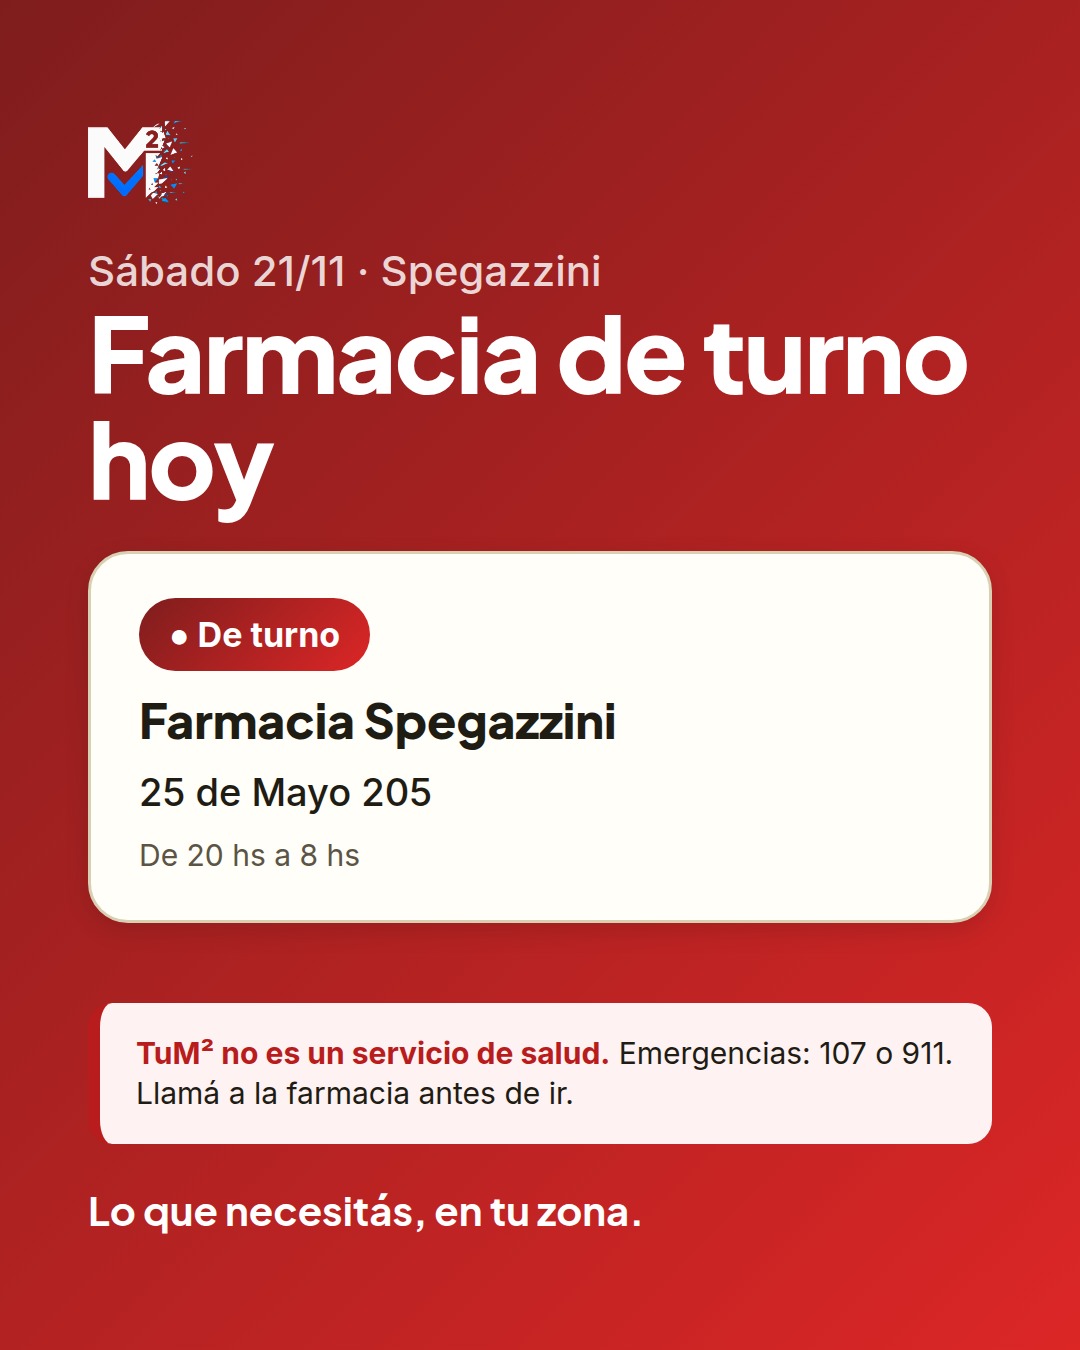 M²
Sábado 21/11 · Spegazzini
Farmacia de turno
hoy
● De turno
Farmacia Spegazzini
25 de Mayo 205
De 20 hs a 8 hs
TuM² no es un servicio de salud. Emergencias: 107 o 911.
Llamá a la farmacia antes de ir.
Lo que necesitás, en tu zona.